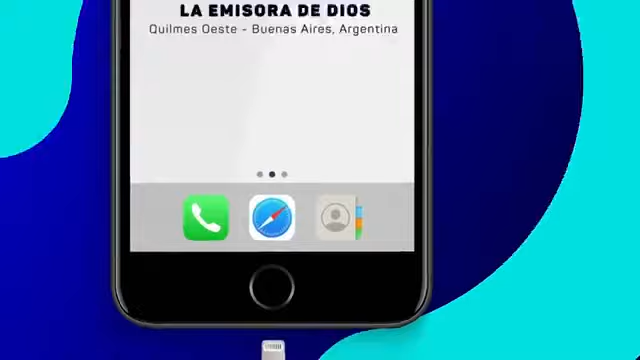 LA EMISORA DE DIOS
Quilmes Oeste - Buenas Aires, Argentina